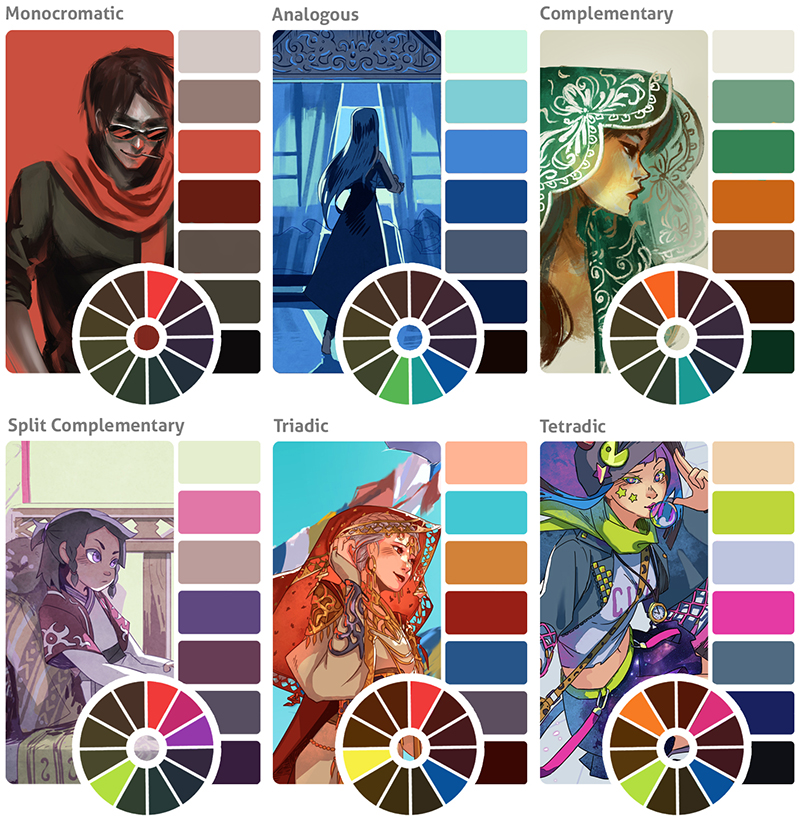 Monocromatic
Analogous
Complementary
Split Complementary
Triadic
Tetradic